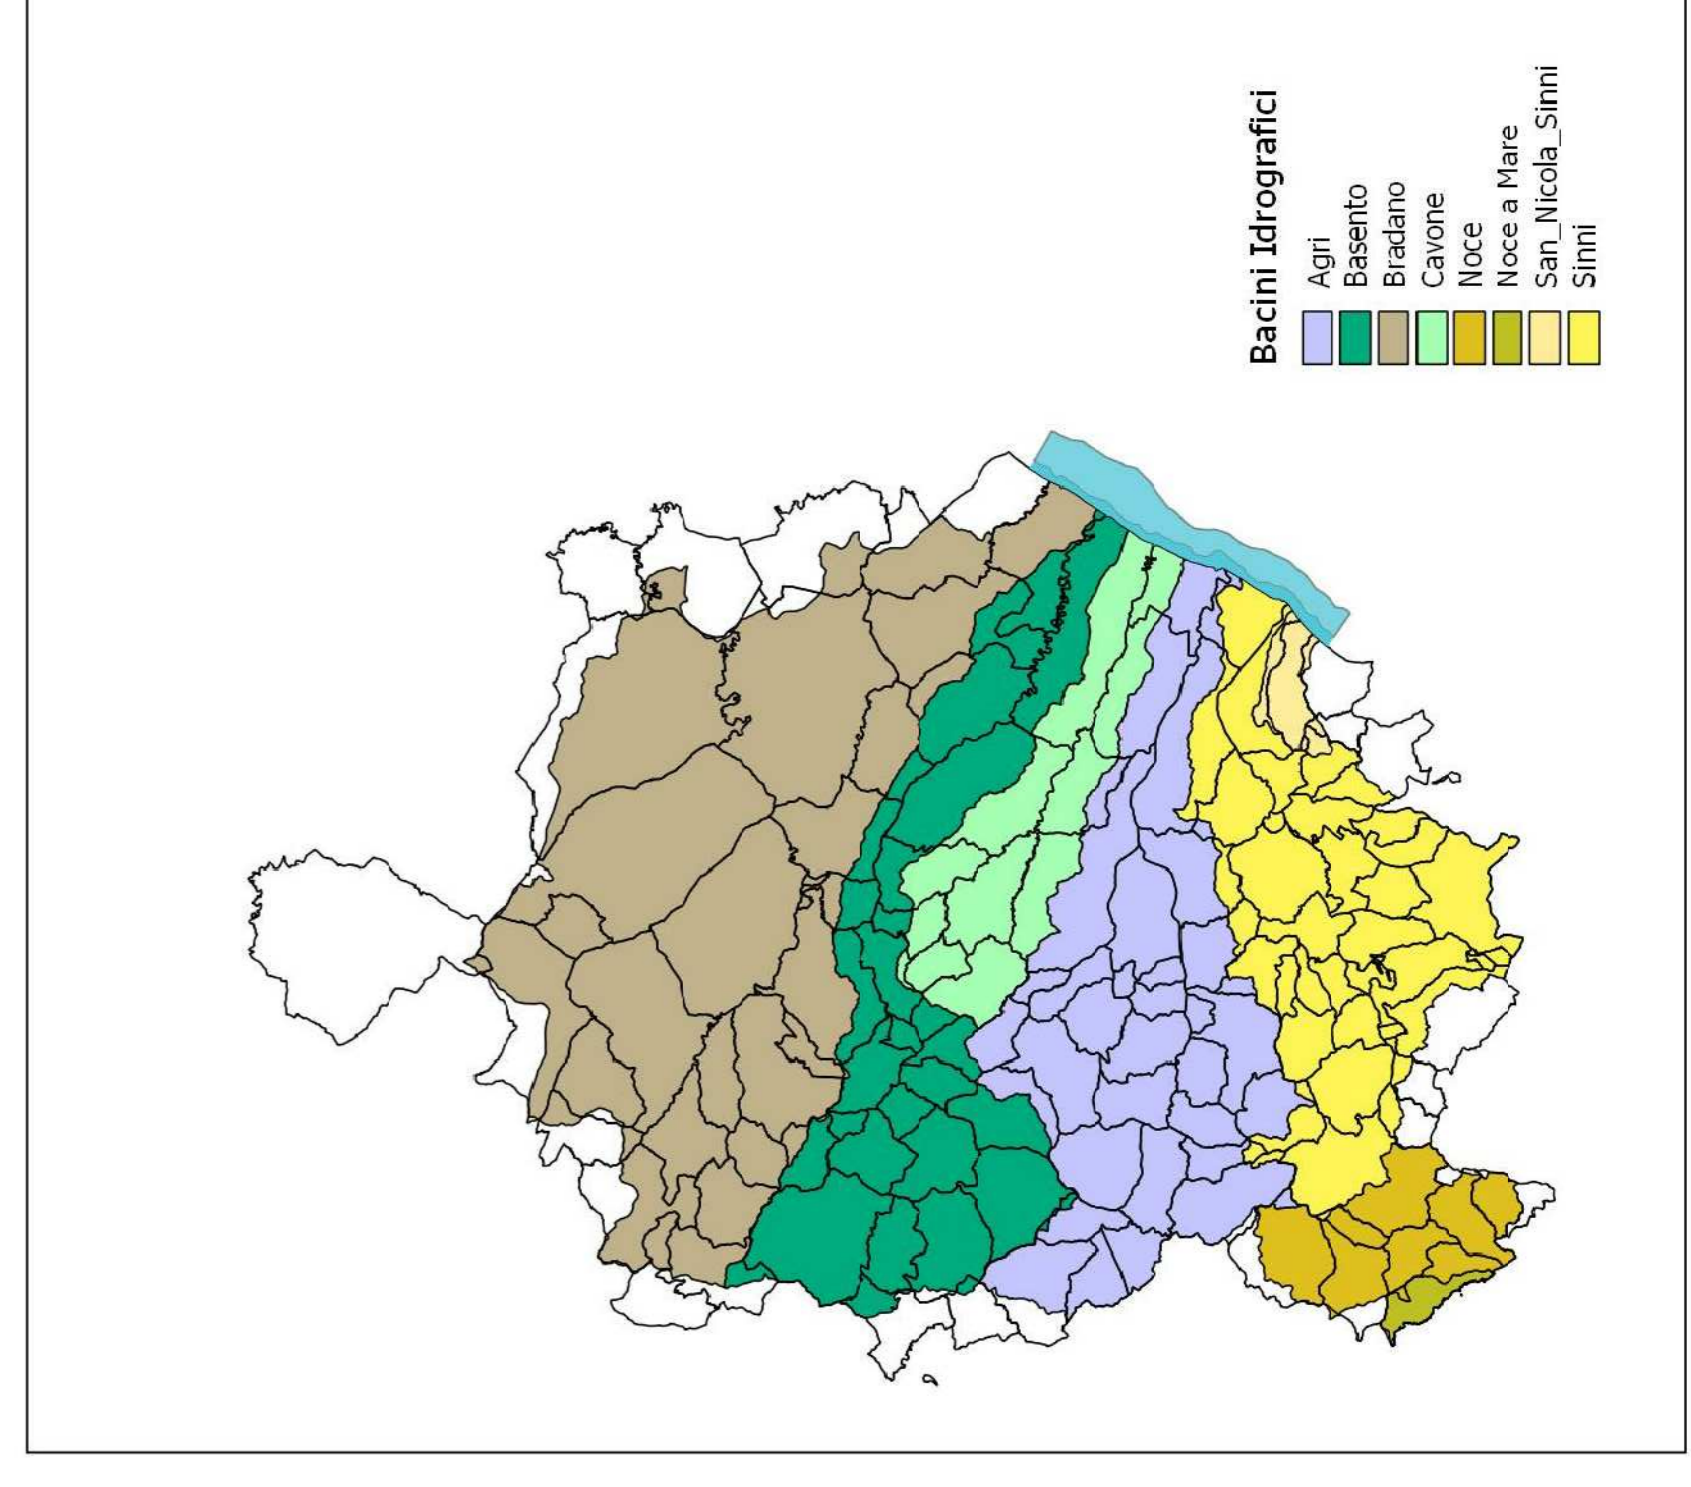 Bacini Idrografici
Agri
Basento
Bradano
Cavone
Noce
Noce a Mare
San_Nicola_Sinni
Sinni